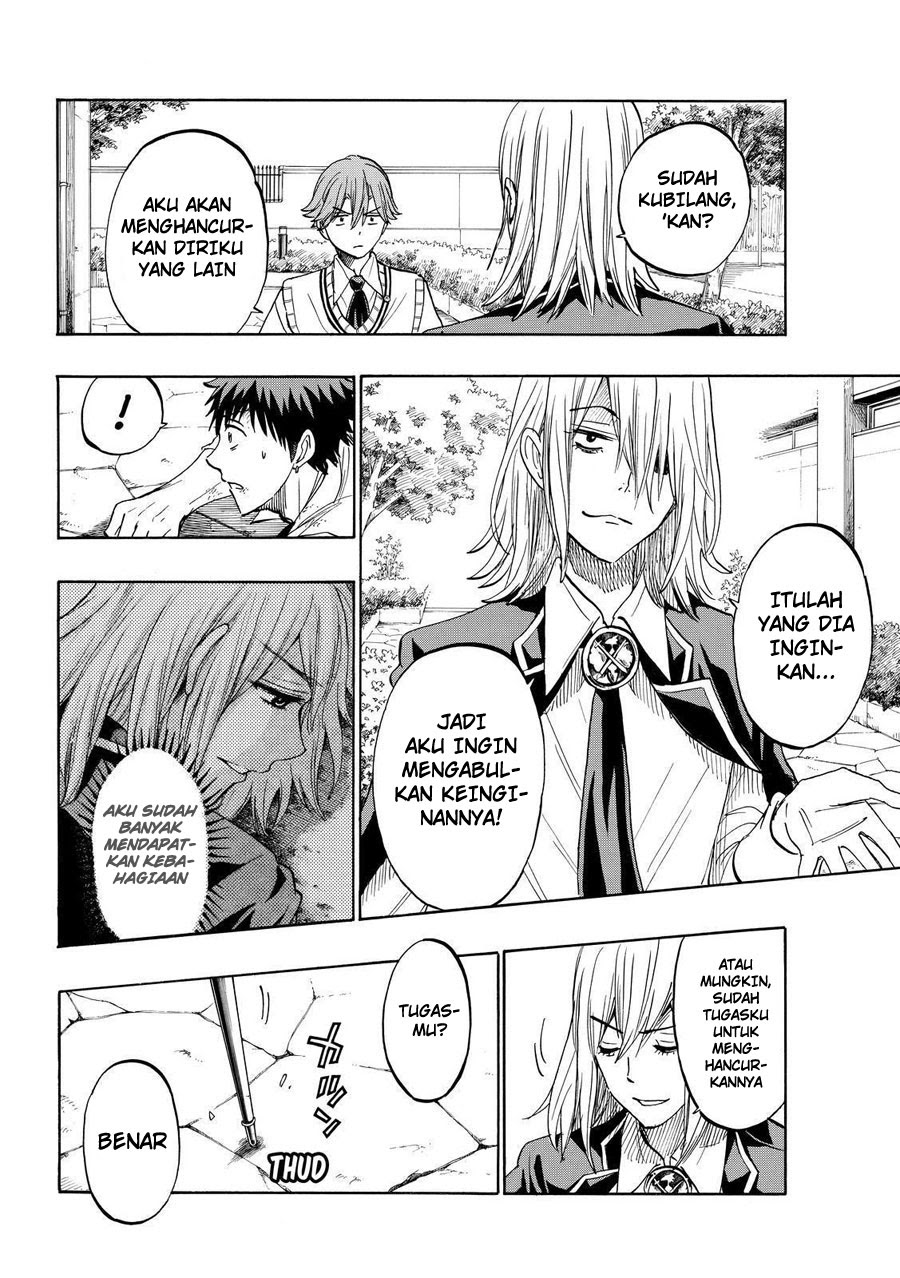 SUDAH
KUBILANG,
'KAN?
AKU AKAN
MENGHANCUR-
KAN DIRIKU
YANG LAIN
ITULAH
YANG DIA
INGIN-
KAN...
JADI
AKU INGIN
MENGABUL-
KAN KEINGI-
NANNYA!
!
AKU SUDAH
BANYAK
MENDAPAT-
KAN KEBA-
HAGIAAN
ATAU
MUNGKIN,
SUDAH
TUGASKU
UNTUK
MENG-
HANCUR-
KANNYA
TUGAS-
MU?
THUD
BENAR